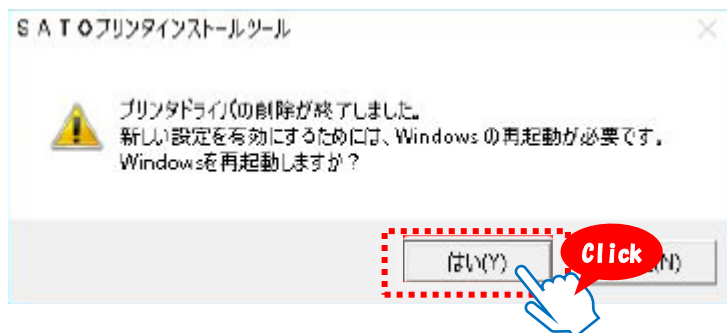 SATOプリンタインストールツール
プリンタドライバの削除が終了しました。
新しい設定を有効にするためには、Windows の再起動が必要です。
Windowsを再起動しますか?
はい(Y)
Click
(N)